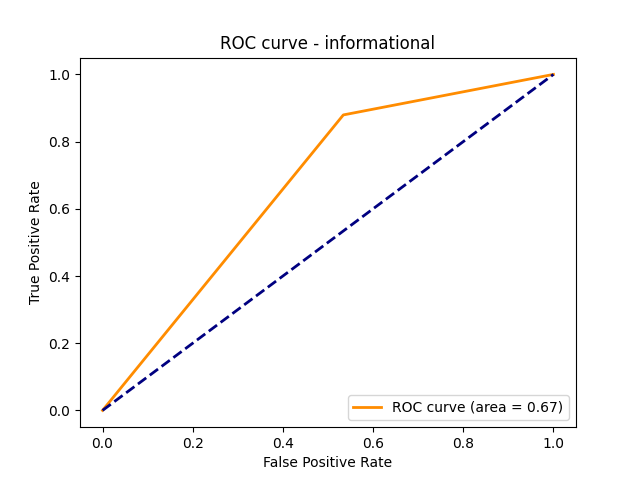 ROC curve - informational
True Positive Rate
1.0
0.8
0.6
0.4
0.2
0.0
ROC curve (area = 0.67)
0.0 0.2 0.4 0.6 0.8 1.0
False Positive Rate